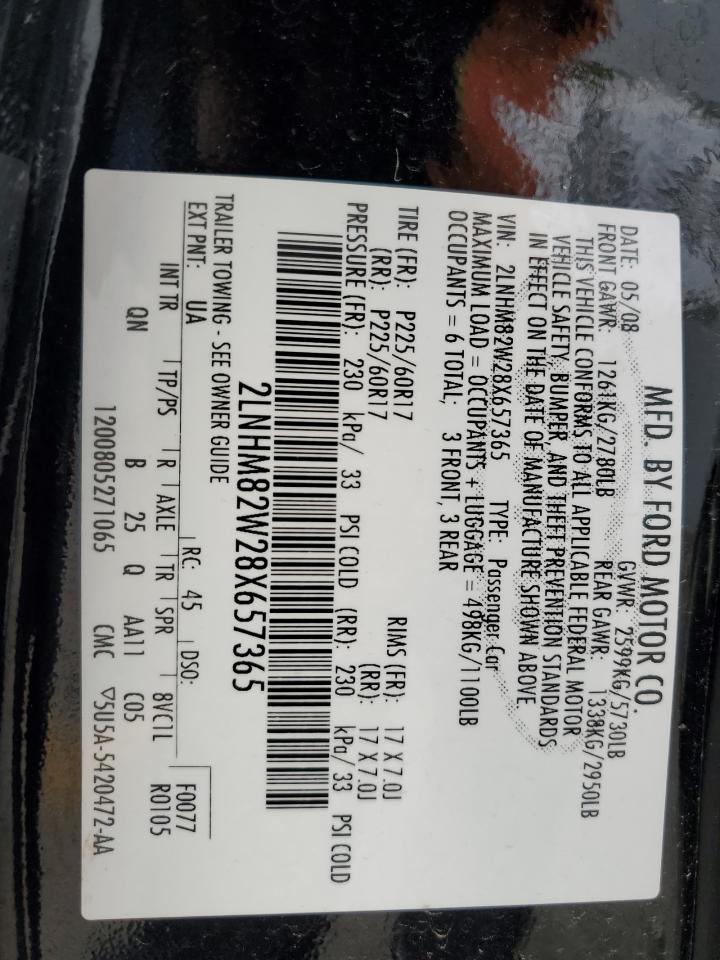 MFD. BY FORD MOTOR CO.
DATE: 05/08 GVWR: 2599KG/5730LB
FRONT GAWR: 1261KG/2780LB REAR GAWR: 1338KG/2950LB
THIS VEHICLE CONFORMS TO ALL APPLICABLE FEDERAL MOTOR
VEHICLE SAFETY, BUMPER, AND THEFT PREVENTION STANDARDS
IN EFFECT ON THE DATE OF MANUFACTURE SHOWN ABOVE
VIN: 2LNHM82W28X657365 TYPE: Passenger Car
MAXIMUM LOAD = OCCUPANTS + LUGGAGE = 498KG/1100LB
OCCUPANTS = 6 TOTAL; 3 FRONT, 3 REAR
TIRE (FR): P225/60R17 RIMS (FR): 17 X 7.0J
(RR): P225/60R17 (RR): 17 X 7.0J
PRESSURE (FR): 230 kPa/ 33 PSI COLD (RR): 230 kPa/ 33 PSI COLD
2LNHM82W28X657365
TRAILER TOWING - SEE OWNER GUIDE
EXT PNT: UA RC: 45 DSO: F0077
INT TR TP/PS R AXLE TR SPR 8VC1L R0105
QN B 25 Q AA11 C05
1200805271065 CMC ▽5U5A-5420472-AA